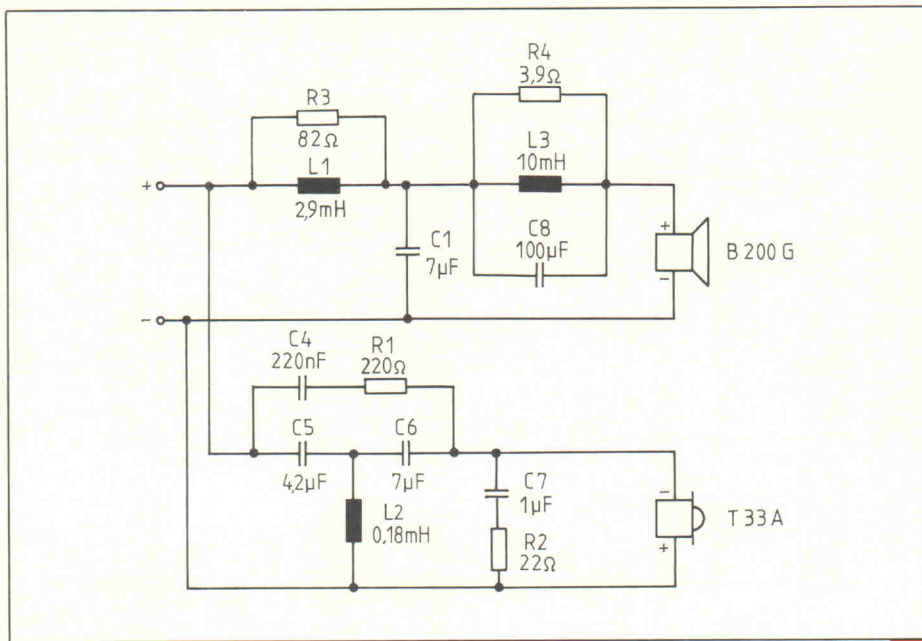 R4
3,9Ω
R3
82Ω
L3
10mH
L1
2,9mH
+
C1
7µF
C8
100µF
+
−
B 200 G
−
C4
220nF
R1
220Ω
C5
4,2µF
C6
7µF
L2
0,18mH
C7
1µF
R2
22Ω
−
+
T 33 A